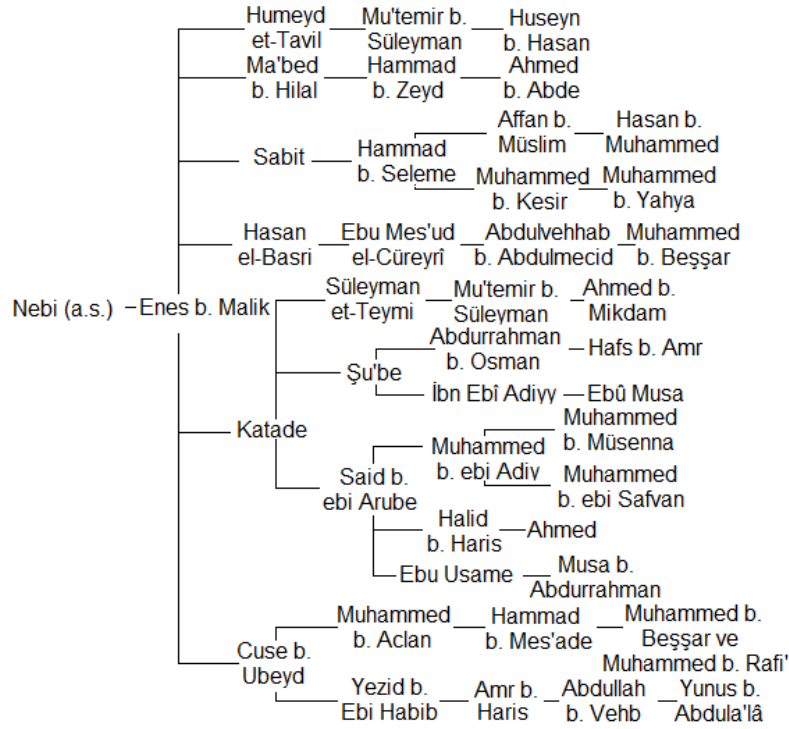 Humeyd
et-Tavil
Mu'temir b.
Süleyman
Huseyn
b. Hasan
Ma'bed
b. Hilal
Hammad
b. Zeyd
Ahmed
b. Abde
Sabit
Hammad
b. Seleme
Affan b.
Müslim
Hasan b.
Muhammed
Muhammed
b. Kesir
Muhammed
b. Yahya
Hasan
el-Basri
Ebu Mes'ud
el-Cüreyrî
Abdulvehhab
b. Abdulmecid
Muhammed
b. Beşşar
Nebi (a.s.)
Enes b. Malik
Süleyman
et-Teymi
Mu'temir b.
Süleyman
Ahmed b.
Mikdam
Şu'be
Abdurrahman
b. Osman
Hafs b. Amr
İbn Ebî Adiyy
Ebû Musa
Katade
Said b.
ebi Arube
Muhammed
b. ebi Adiy
Muhammed
b. Müsenna
Muhammed
b. ebi Safvan
Halid
b. Haris
Ahmed
Ebu Usame
Musa b.
Abdurrahman
Cuse b.
Ubeyd
Muhammed
b. Aclan
Hammad
b. Mes'ade
Muhammed b.
Beşşar ve
Muhammed b. Rafi'
Yezid b.
Ebi Habib
Amr b.
Haris
Abdullah
b. Vehb
Yunus b.
Abdula'lâ